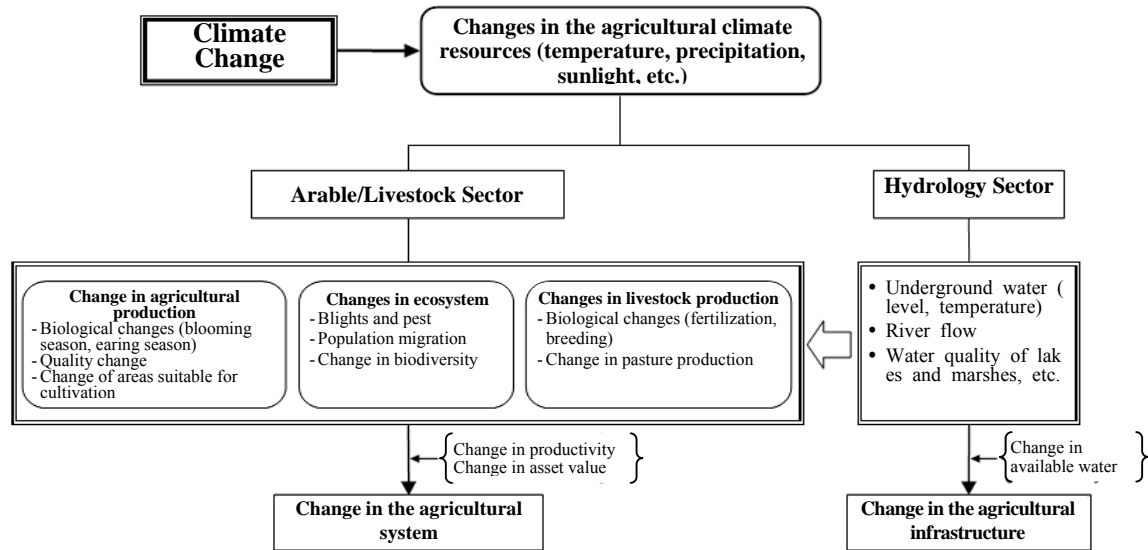 Climate
Change
Changes in the agricultural climate
resources (temperature, precipitation,
sunlight, etc.)
Arable/Livestock Sector
Hydrology Sector
Change in agricultural
production
- Biological changes (blooming
season, earing season)
- Quality change
- Change of areas suitable for
cultivation
Changes in ecosystem
- Blights and pest
- Population migration
- Change in biodiversity
Changes in livestock production
- Biological changes (fertilization,
breeding)
- Change in pasture production
• Underground water (
level, temperature)
• River flow
• Water quality of lak
es and marshes, etc.
Change in productivity
Change in asset value
Change in
available water
Change in the agricultural
system
Change in the agricultural
infrastructure